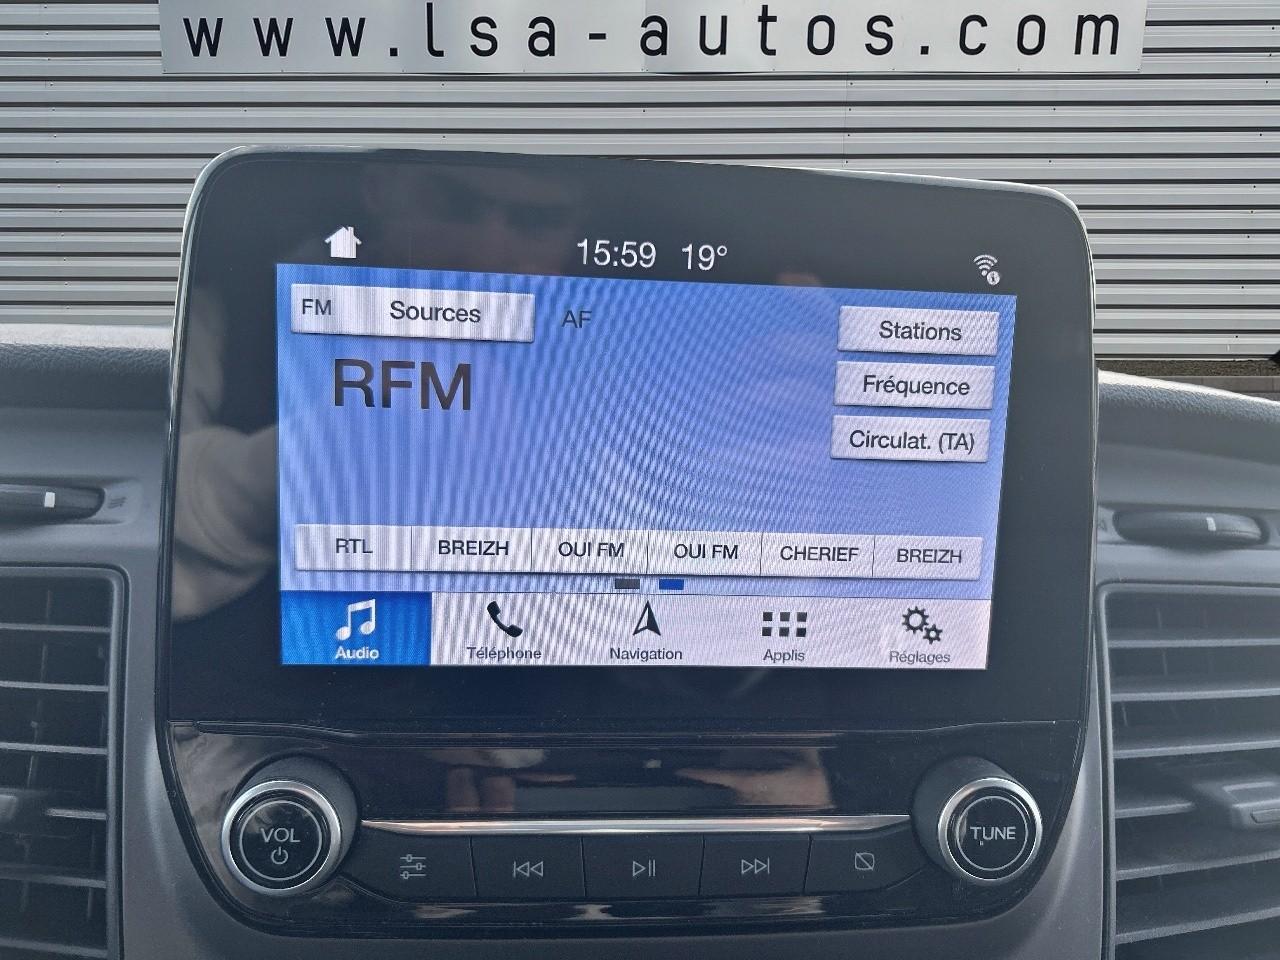 www.lsa-autos.com
15:59 19°
FM Sources AF
Stations
RFM
Fréquence
Circulat. (TA)
RTL BREIZH OUI FM OUI FM CHERIEF BREIZH
Audio Téléphone Navigation Applis Réglages
VOL
TUNE